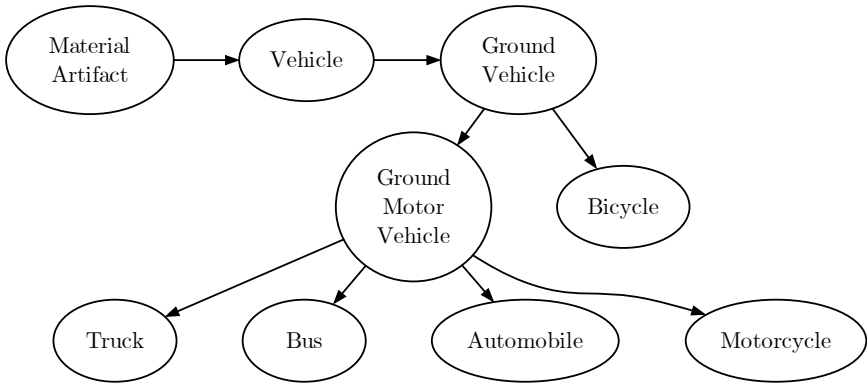 Material
Artifact
Vehicle
Ground
Vehicle
Ground
Motor
Vehicle
Bicycle
Truck
Bus
Automobile
Motorcycle